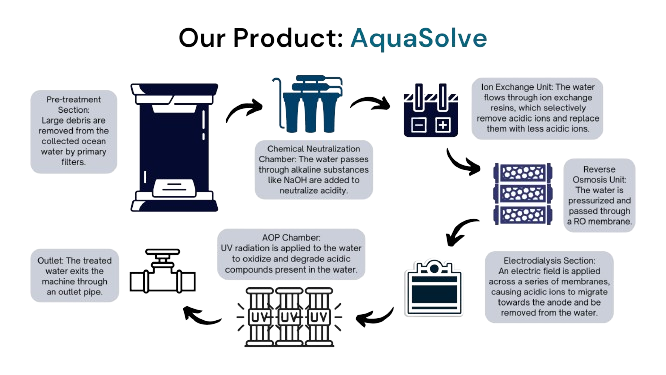 Our Product: AquaSolve
Pre-treatment
Section:
Large debris are
removed from the
collected ocean
water by primary
filters.
Chemical Neutralization
Chamber: The water passes
through alkaline substances
like NaOH are added to
neutralize acidity.
Ion Exchange Unit: The water
flows through ion exchange
resins, which selectively
remove acidic ions and replace
them with less acidic ions.
Reverse
Osmosis Unit:
The water is
pressurized and
passed through
a RO membrane.
Electrodialysis Section:
An electric field is applied
across a series of membranes,
causing acidic ions to migrate
towards the anode and be
removed from the water.
AOP Chamber:
UV radiation is applied to the water
to oxidize and degrade acidic
compounds present in the water.
UV UV UV
Outlet: The treated
water exits the
machine through
an outlet pipe.